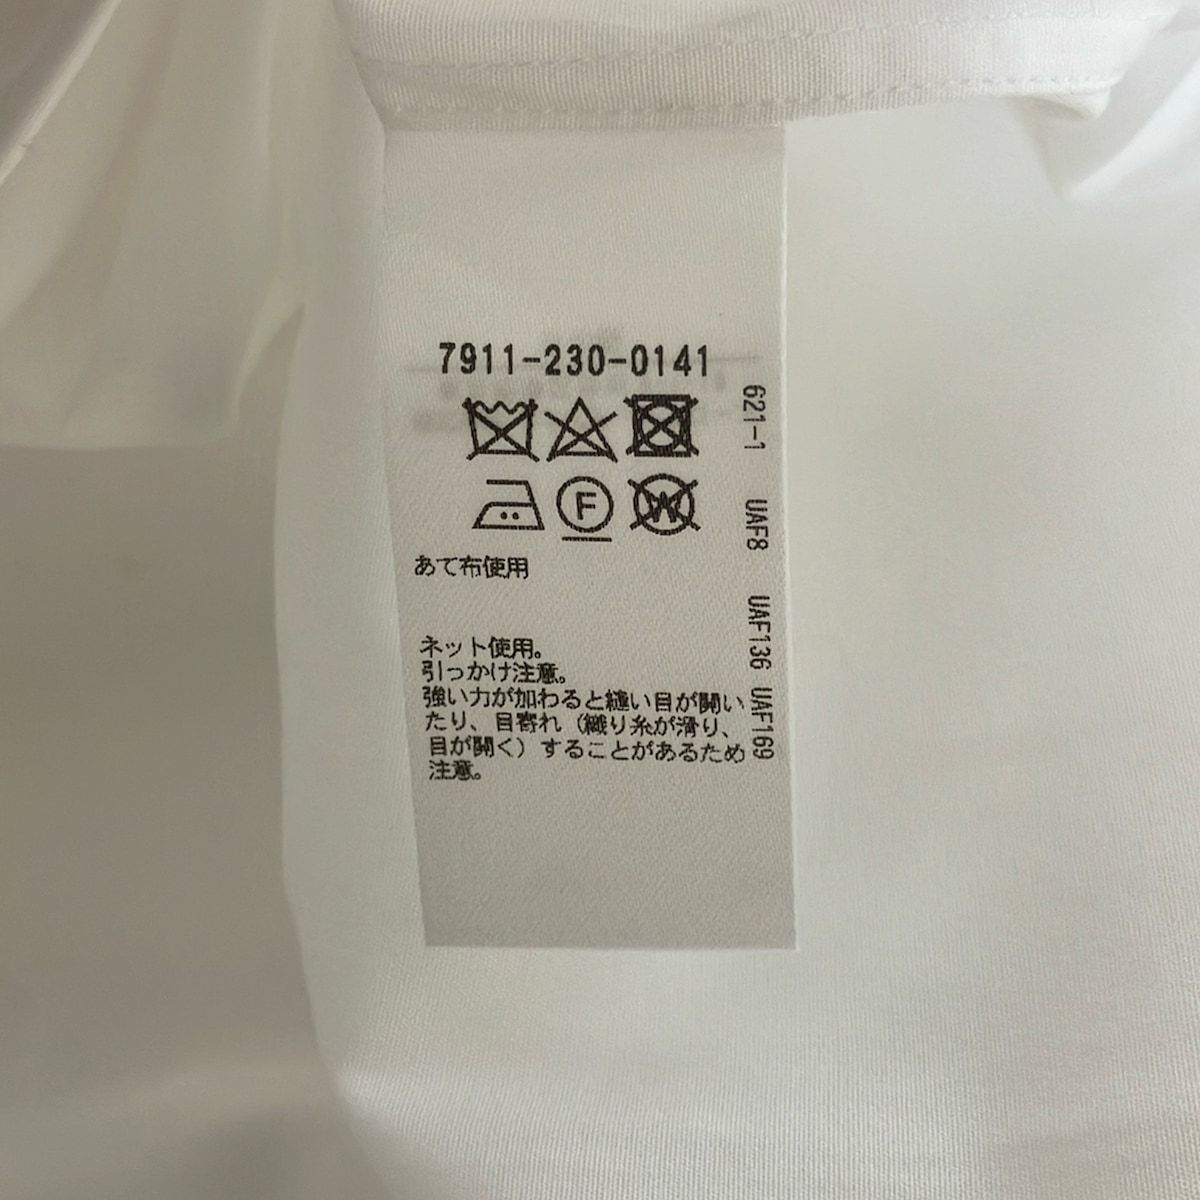 7911-230-0141
F
W
あて布使用
ネット使用。
引っかけ注意。
強い力が加わると縫い目が開い
たり、目寄れ（織り糸が滑り、
目が開く）することがあるため
注意。
621-1 UAF8 UAF136 UAF169